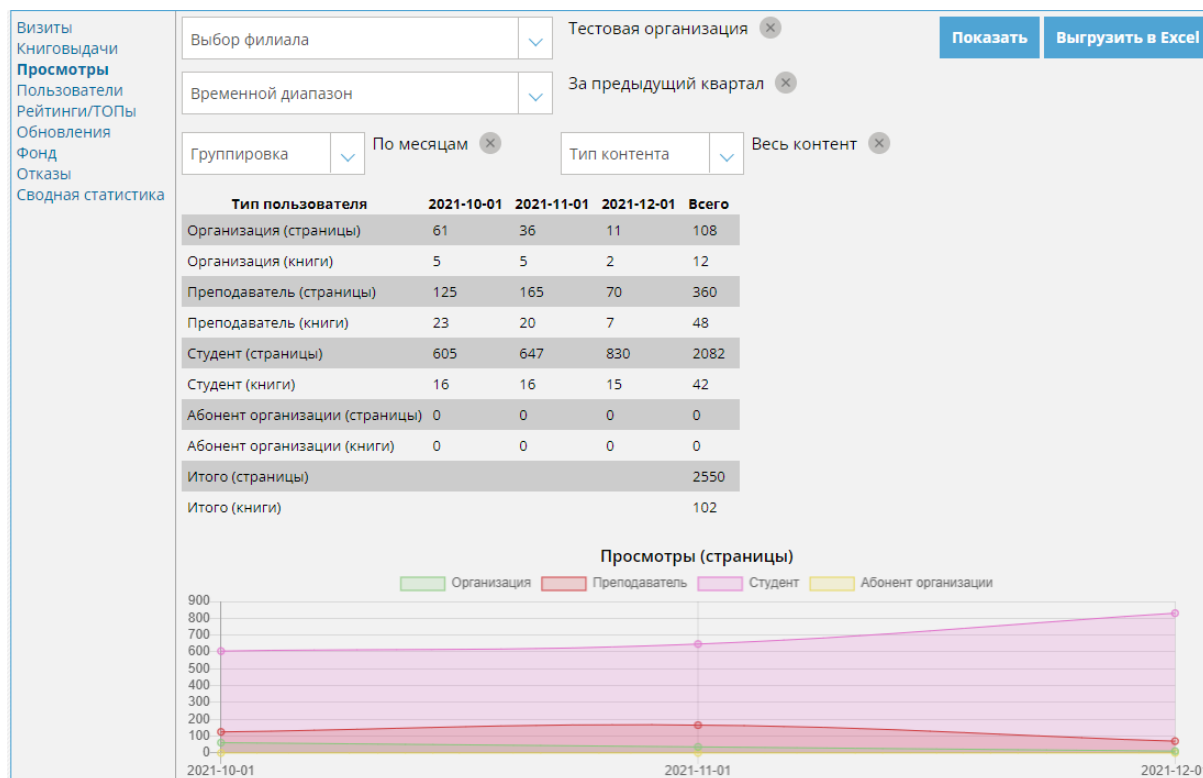 Визиты
Книговыдачи
Просмотры
Пользователи
Рейтинги/ТОПы
Обновления
Фонд
Отказы
Сводная статистика
Выбор филиала Тестовая организация Показать Выгрузить в Excel
Временной диапазон За предыдущий квартал
Группировка По месяцам Тип контента Весь контент
Тип пользователя 2021-10-01 2021-11-01 2021-12-01 Всего
Организация (страницы) 61 36 11 108
Организация (книги) 5 5 2 12
Преподаватель (страницы) 125 165 70 360
Преподаватель (книги) 23 20 7 48
Студент (страницы) 605 647 830 2082
Студент (книги) 16 16 15 42
Абонент организации (страницы) 0 0 0 0
Абонент организации (книги) 0 0 0 0
Итого (страницы) 2550
Итого (книги) 102
Просмотры (страницы)
Организация Преподаватель Студент Абонент организации
900
800
700
600
500
400
300
200
100
0
2021-10-01 2021-11-01 2021-12-0